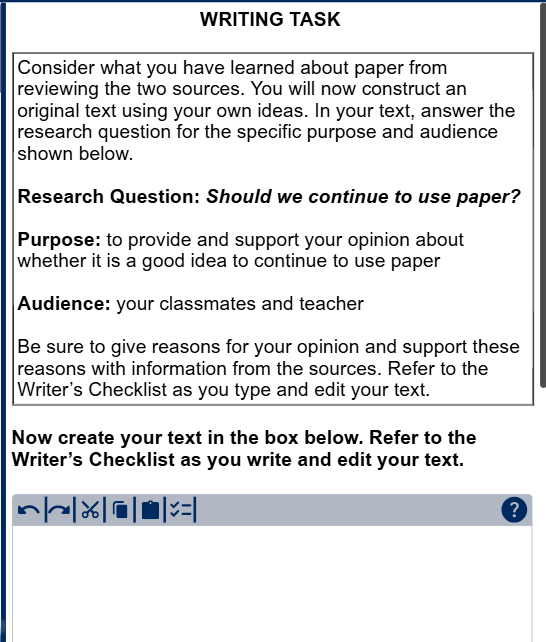 WRITING TASK
Consider what you have learned about paper from
reviewing the two sources. You will now construct an
original text using your own ideas. In your text, answer the
research question for the specific purpose and audience
shown below.
Research Question: Should we continue to use paper?
Purpose: to provide and support your opinion about
whether it is a good idea to continue to use paper
Audience: your classmates and teacher
Be sure to give reasons for your opinion and support these
reasons with information from the sources. Refer to the
Writer’s Checklist as you type and edit your text.
Now create your text in the box below. Refer to the
Writer’s Checklist as you write and edit your text.
?